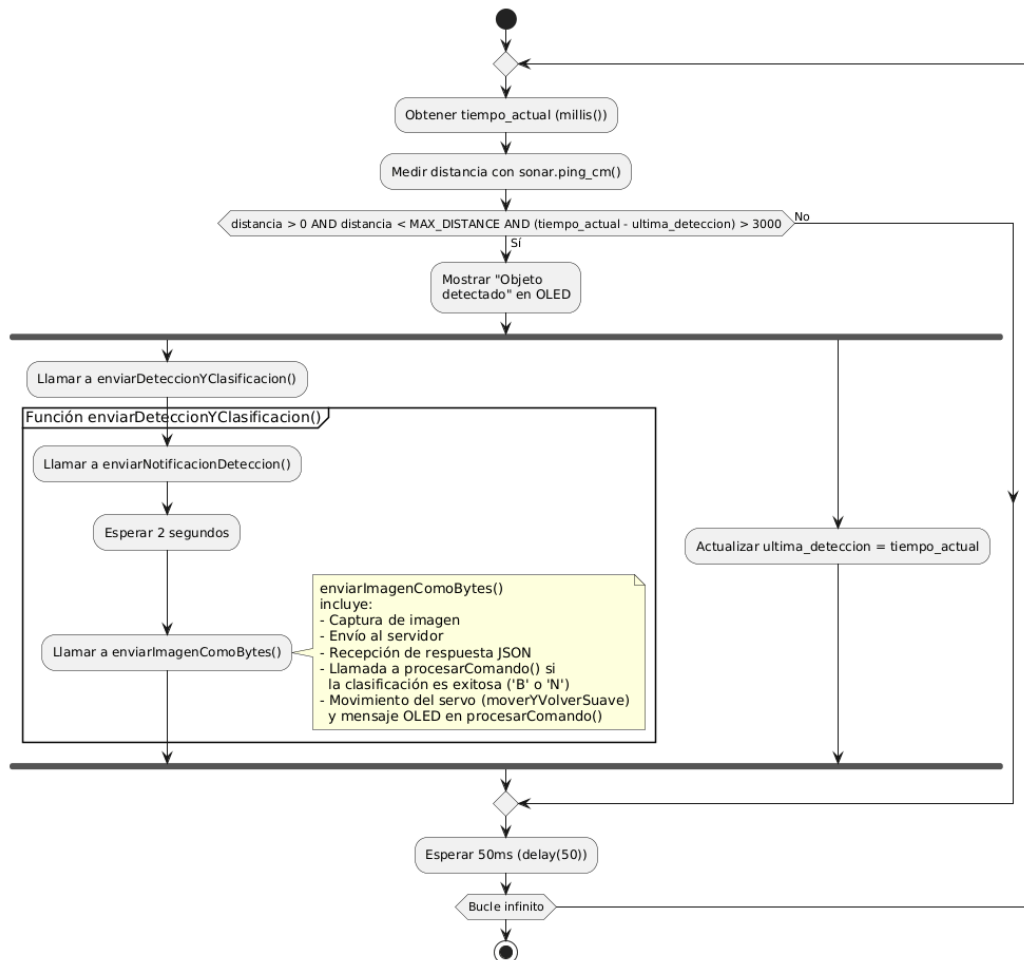 Obtener tiempo_actual (millis())
Medir distancia con sonar.ping_cm()
distancia > 0 AND distancia < MAX_DISTANCE AND (tiempo_actual - ultima_deteccion) > 3000
No
Sí
Mostrar "Objeto
detectado" en OLED
Llamar a enviarDeteccionYClasificacion()
Función enviarDeteccionYClasificacion()
Llamar a enviarNotificacionDeteccion()
Esperar 2 segundos
Llamar a enviarImagenComoBytes()
enviarImagenComoBytes()
incluye:
- Captura de imagen
- Envío al servidor
- Recepción de respuesta JSON
- Llamada a procesarComando() si
la clasificación es exitosa ('B' o 'N')
- Movimiento del servo (moverYVolverSuave)
y mensaje OLED en procesarComando()
Actualizar ultima_deteccion = tiempo_actual
Esperar 50ms (delay(50))
Bucle infinito